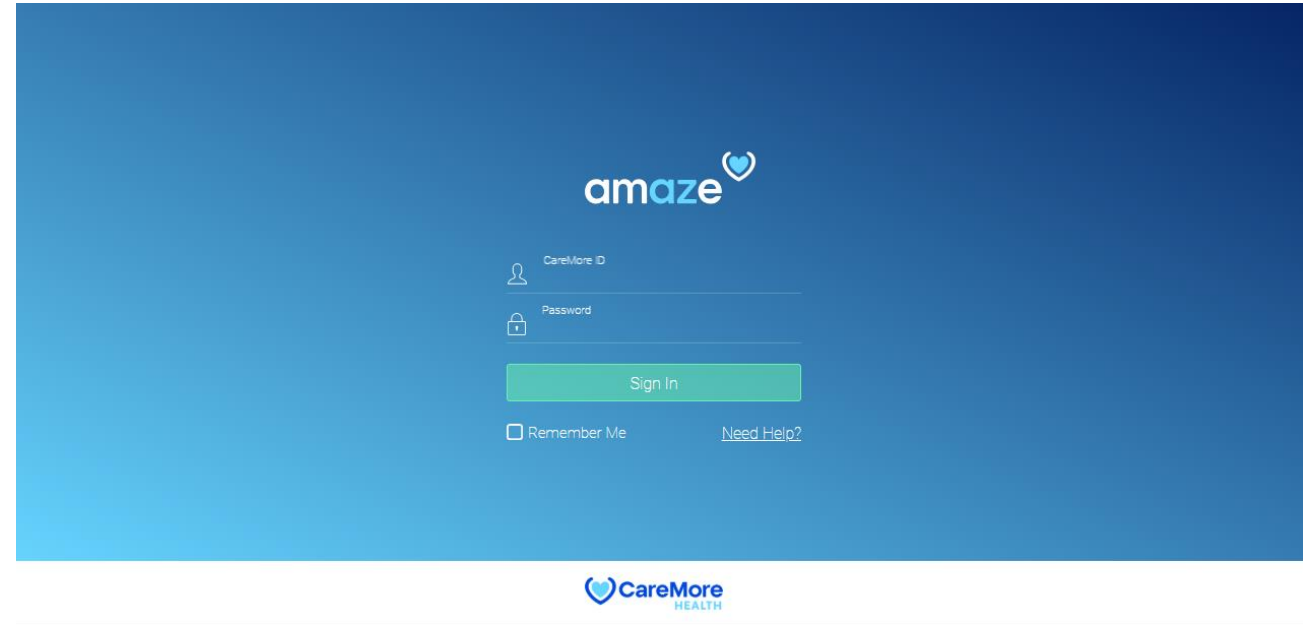 amaze
CareMore ID
Password
Sign In
Remember Me Need Help?
CareMore
HEALTH